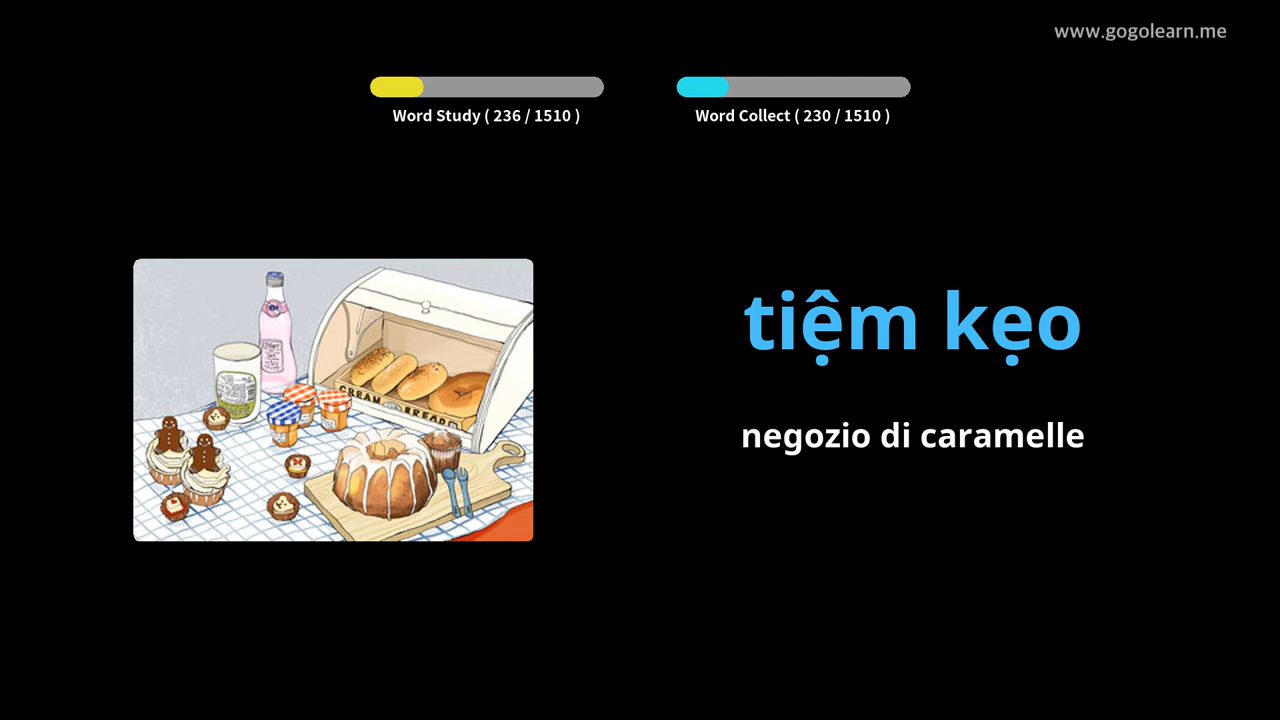 www.gogolearn.me
Word Study ( 236 / 1510 )
Word Collect ( 230 / 1510 )
tiệm kẹo
negozio di caramelle
CREAM BREAD